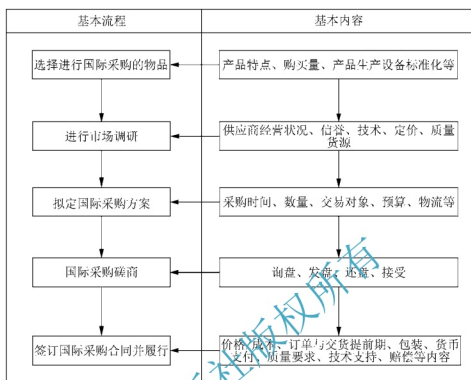 基本流程
基本内容
选择进行国际采购的物品
产品特点、购买量、产品生产设备标准化等
进行市场调研
供应商经营状况、信誉、技术、定价、质量
货源
拟定国际采购方案
采购时间、数量、交易对象、预算、物流等
国际采购磋商
询盘、发盘、还盘、接受
签订国际采购合同并履行
价格、成本、订单与交货提前期、包装、货币
支付、质量要求、技术支持、赔偿等内容
社版权所有